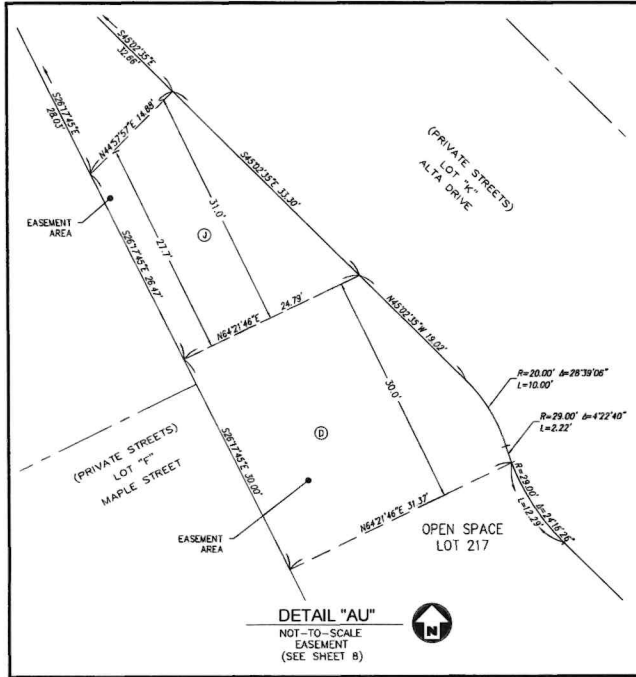 S45°02'35"E
32.66'
S26°17'45"E
28.03'
N44°57'57"E 14.88'
(PRIVATE STREETS)
LOT "K"
ALTA DRIVE
S45°02'35"E 33.30'
EASEMENT
AREA
31.0'
27.7'
J
S26°17'45"E 26.47'
N64°21'46"E 24.79'
N45°02'35"W 19.02'
R=20.00' Δ=28°39'06"
L=10.00'
30.0'
R=29.00' Δ=4°22'40"
L=2.22'
(PRIVATE STREETS)
LOT "F"
MAPLE STREET
D
S26°17'45"E 30.00'
R=29.00' Δ=24°16'26"
L=12.29'
N64°21'46"E 31.37'
OPEN SPACE
LOT 217
EASEMENT
AREA
DETAIL "AU"
NOT-TO-SCALE
EASEMENT
(SEE SHEET 8)
N